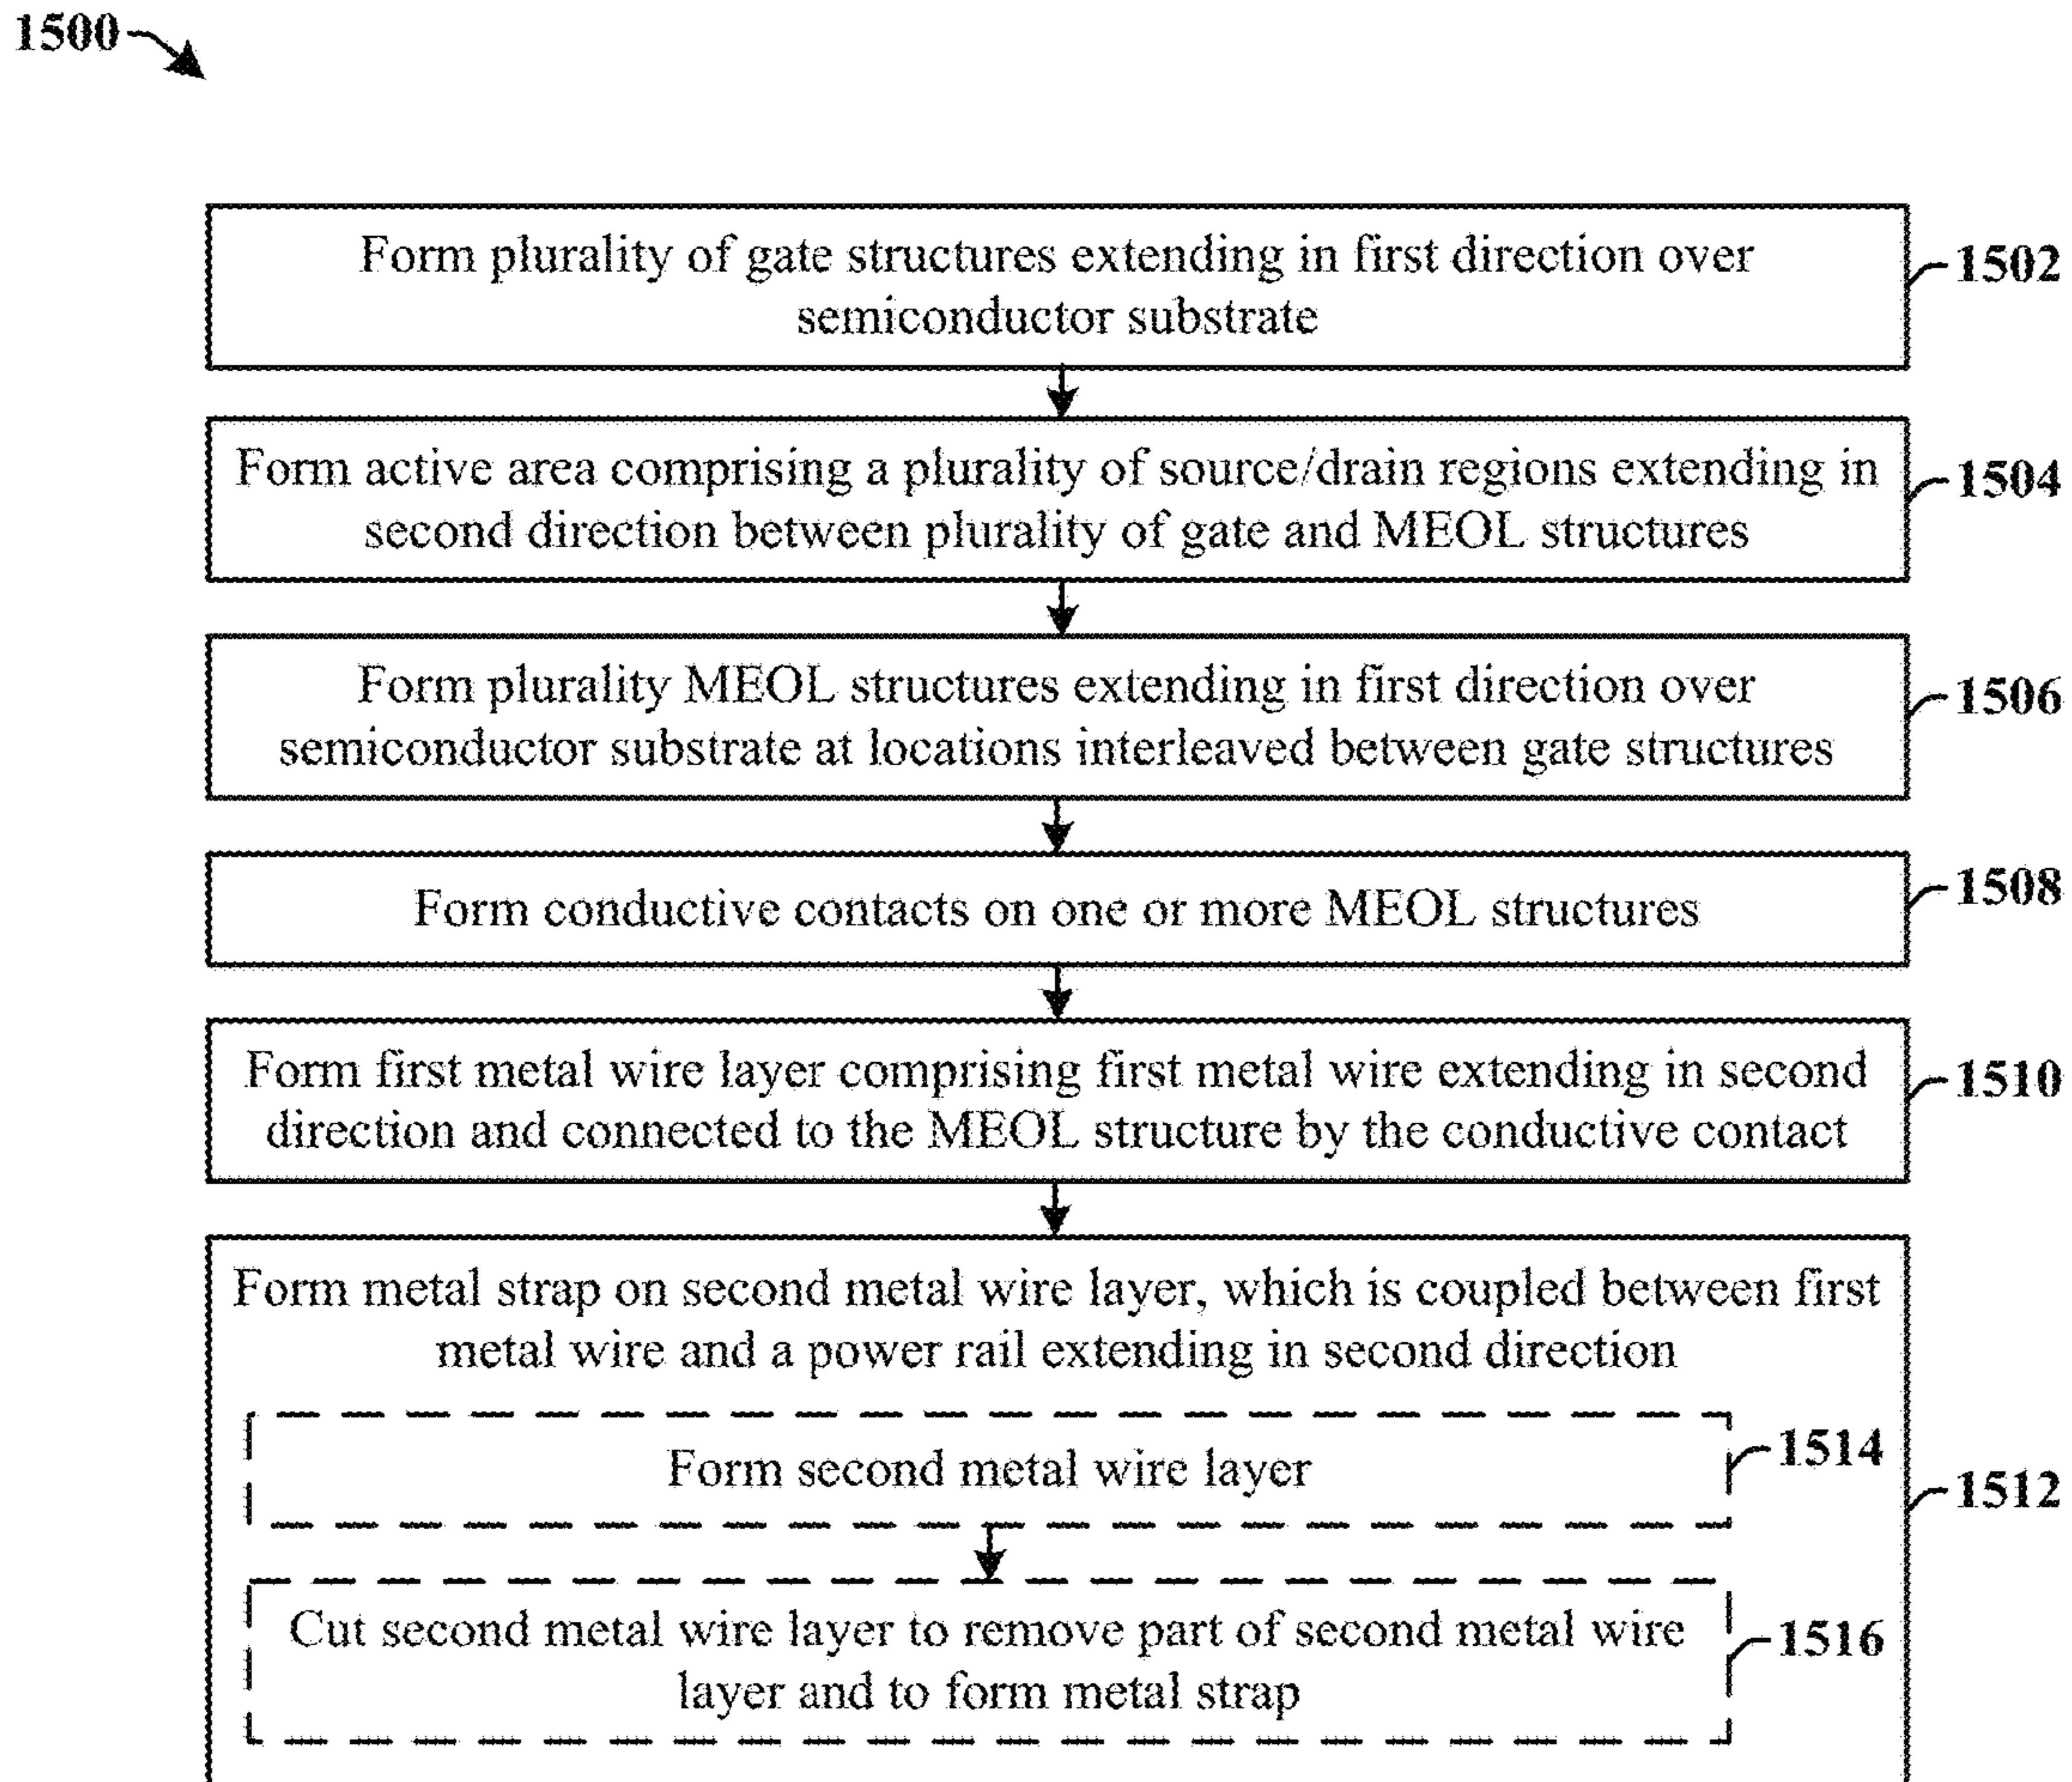 1500
Form plurality of gate structures extending in first direction over
semiconductor substrate
1502
Form active area comprising a plurality of source/drain regions extending in
second direction between plurality of gate and MEOL structures
1504
Form plurality MEOL structures extending in first direction over
semiconductor substrate at locations interleaved between gate structures
1506
Form conductive contacts on one or more MEOL structures
1508
Form first metal wire layer comprising first metal wire extending in second
direction and connected to the MEOL structure by the conductive contact
1510
Form metal strap on second metal wire layer, which is coupled between first
metal wire and a power rail extending in second direction
1512
Form second metal wire layer
1514
Cut second metal wire layer to remove part of second metal wire
layer and to form metal strap
1516